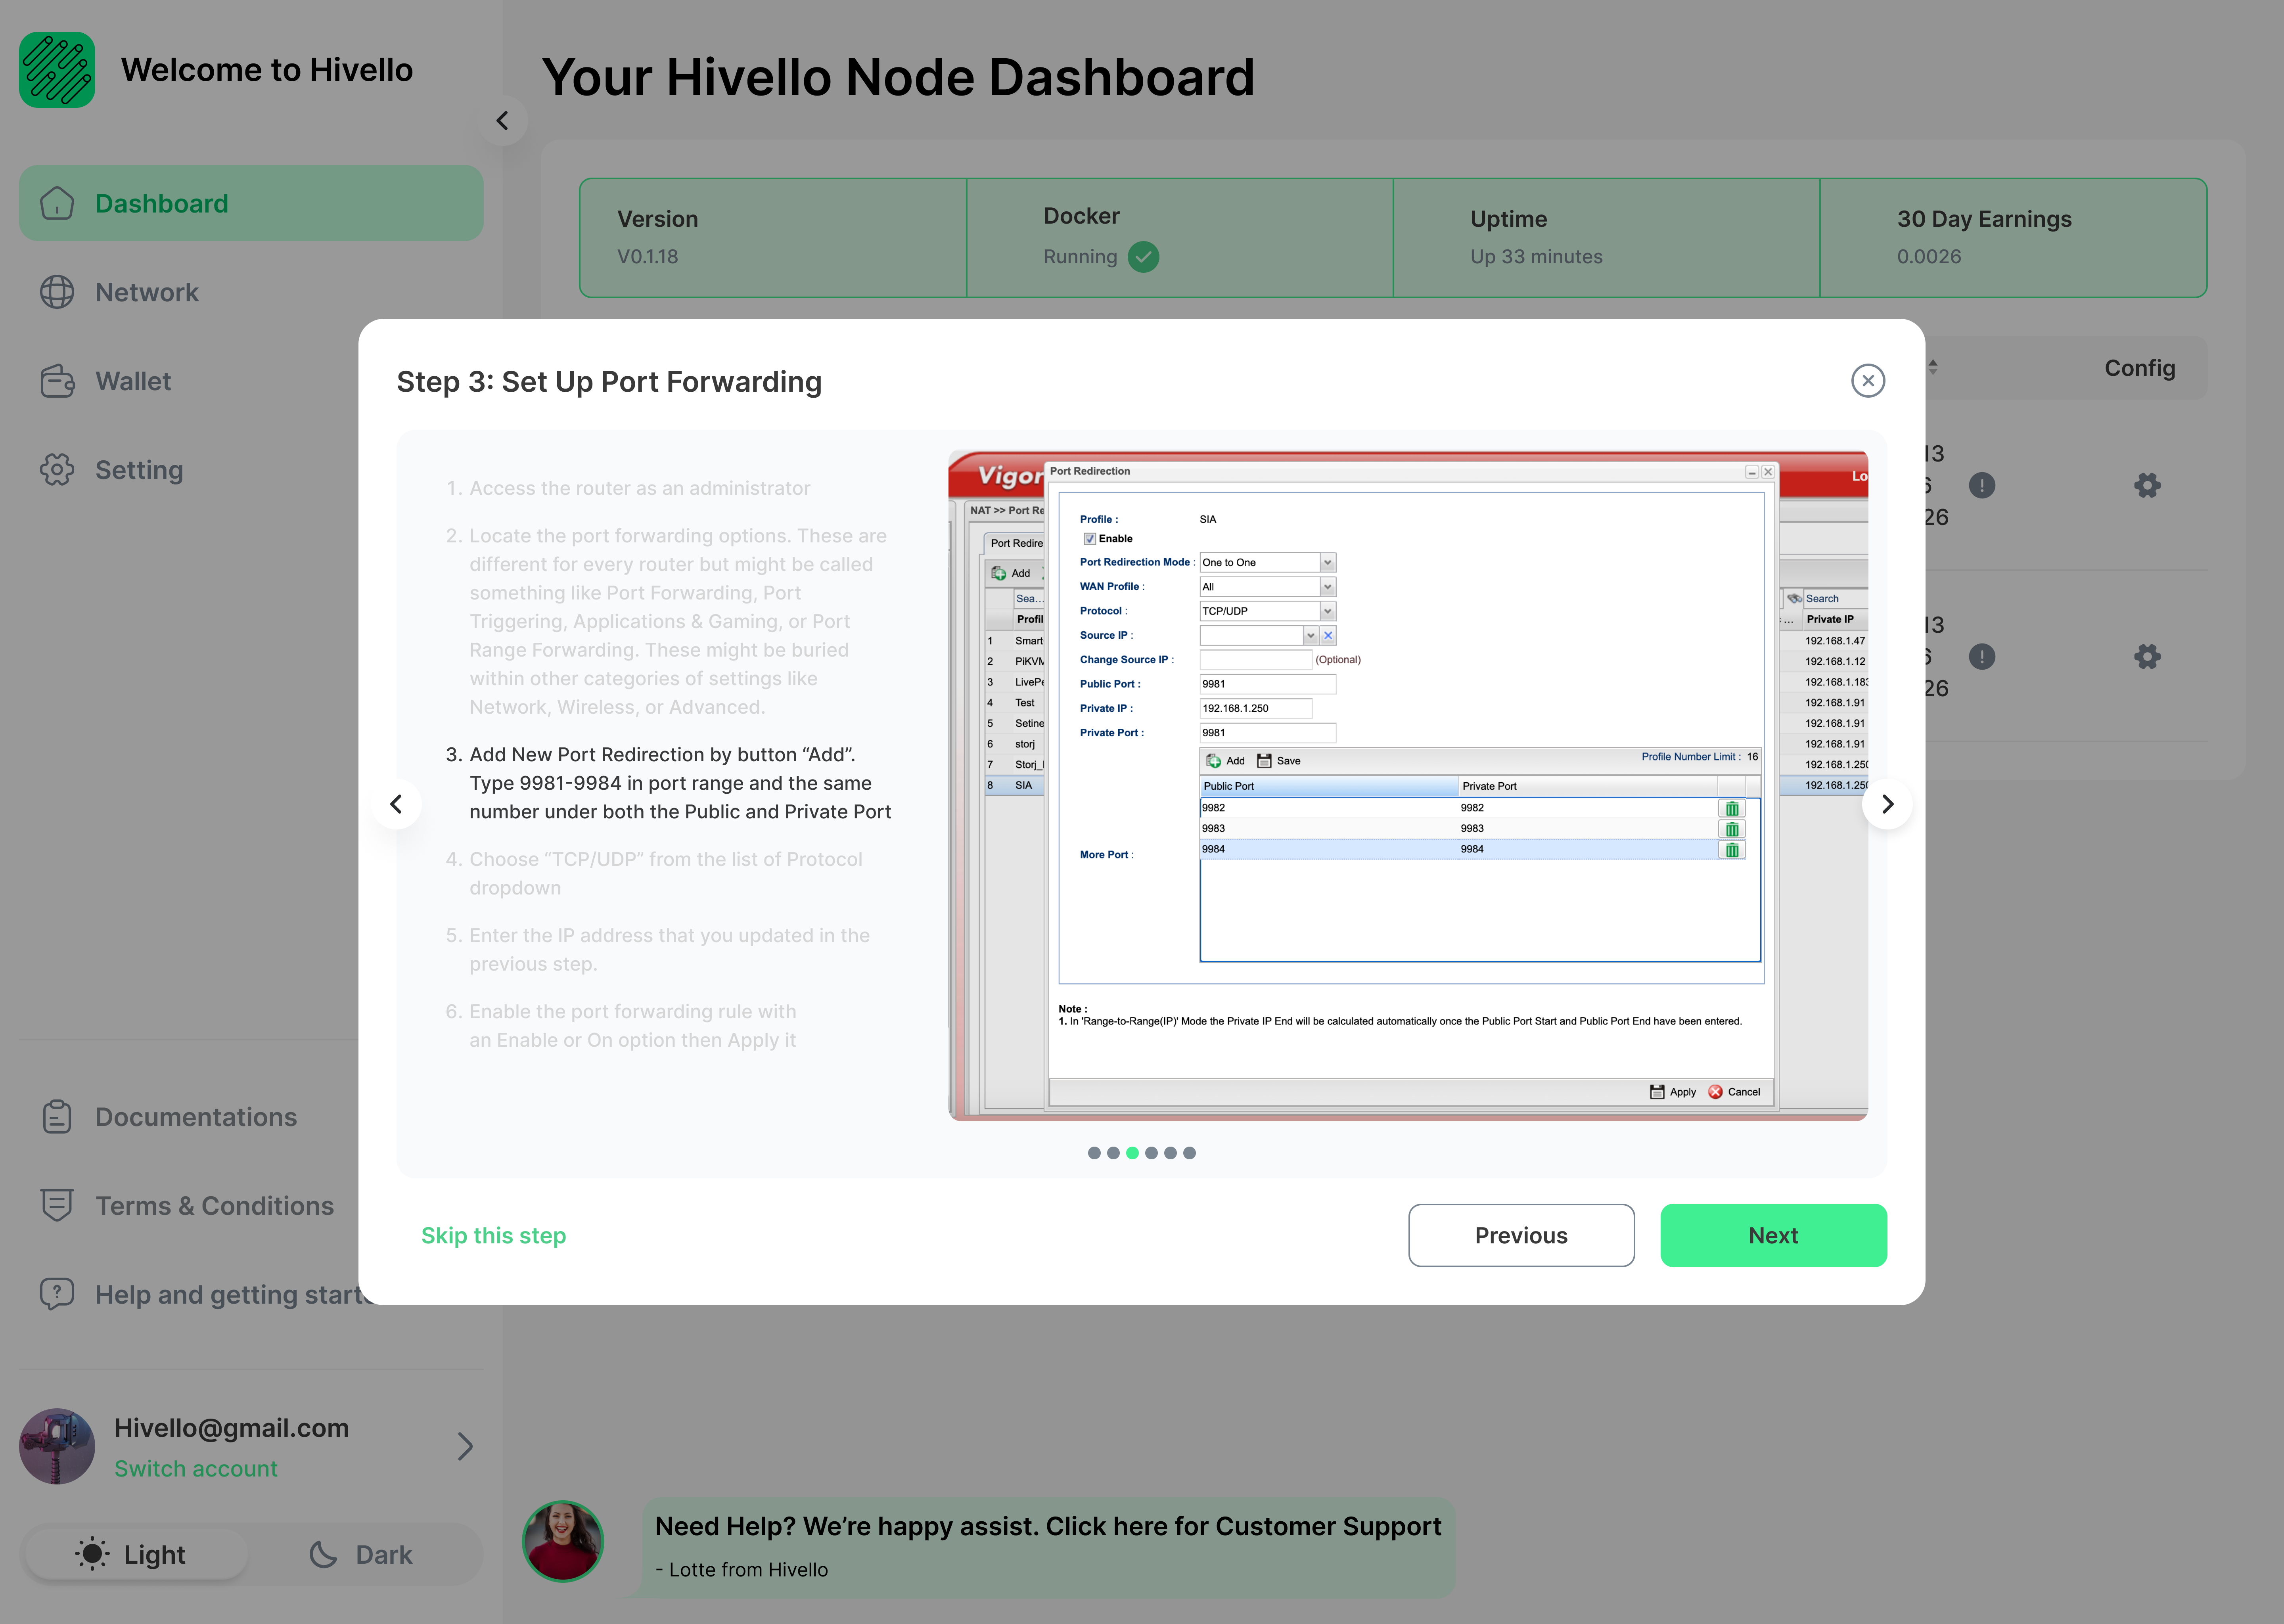 Welcome to Hivello
Dashboard
Network
Wallet
Setting
Documentations
Terms & Conditions
Help and getting
Hivello@gmail.com
Switch account
Light
Dark
Your Hivello Node Dashboard
Version
V0.1.18
Docker
Running
Uptime
Up 33 minutes
30 Day Earnings
0.0026
Config
13
26
13
26
Step 3: Set Up Port Forwarding
1. Access the router as an administrator
2. Locate the port forwarding options. These are
different for every router but might be called
something like Port Forwarding, Port
Triggering, Applications & Gaming, or Port
Range Forwarding. These might be buried
within other categories of settings like
Network, Wireless, or Advanced.
3. Add New Port Redirection by button “Add”.
Type 9981-9984 in port range and the same
number under both the Public and Private Port
4. Choose “TCP/UDP” from the list of Protocol
dropdown
5. Enter the IP address that you updated in the
previous step.
6. Enable the port forwarding rule with
an Enable or On option then Apply it
Vigor
Lo
NAT >> Port Re
Port Redire
Add
Sea...
Profil
1 Smart
2 PiKVM
3 LivePe
4 Test
5 Setine
6 storj
7 Storj_
8 SIA
Port Redirection
Profile : SIA
Enable
Port Redirection Mode : One to One
WAN Profile : All
Protocol : TCP/UDP
Source IP :
Change Source IP : (Optional)
Public Port : 9981
Private IP : 192.168.1.250
Private Port : 9981
Add Save Profile Number Limit : 16
Public Port Private Port
9982 9982
9983 9983
9984 9984
More Port :
Note :
1. In 'Range-to-Range(IP)' Mode the Private IP End will be calculated automatically once the Public Port Start and Public Port End have been entered.
Apply Cancel
Search
... Private IP
192.168.1.47
192.168.1.12
192.168.1.183
192.168.1.91
192.168.1.91
192.168.1.91
192.168.1.250
192.168.1.250
Skip this step
Previous
Next
Need Help? We’re happy assist. Click here for Customer Support
- Lotte from Hivello